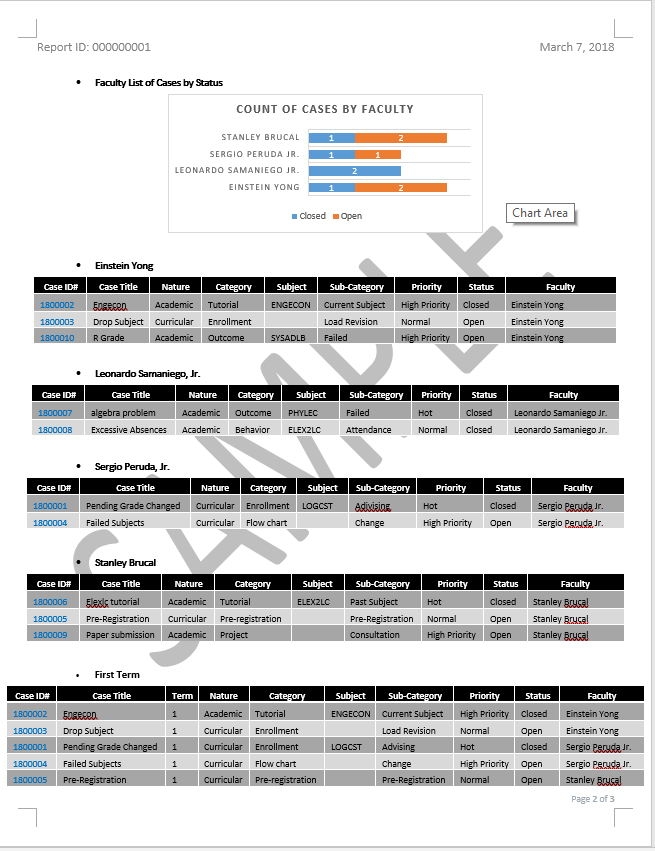 Report ID: 000000001 March 7, 2018
• Faculty List of Cases by Status
COUNT OF CASES BY FACULTY
STANLEY BRUCAL 1 2
SERGIO PERUDA JR. 1 1
LEONARDO SAMANIEGO JR. 2
EINSTEIN YONG 1 2
Closed Open
Chart Area
SAMPLE
• Einstein Yong
Case ID# Case Title Nature Category Subject Sub-Category Priority Status Faculty
1800002 Engecon Academic Tutorial ENGECON Current Subject High Priority Closed Einstein Yong
1800003 Drop Subject Curricular Enrollment Load Revision Normal Open Einstein Yong
1800010 R Grade Academic Outcome SYSADLB Failed High Priority Open Einstein Yong
• Leonardo Samaniego, Jr.
Case ID# Case Title Nature Category Subject Sub-Category Priority Status Faculty
1800007 algebra problem Academic Outcome PHYLEC Failed Hot Closed Leonardo Samaniego Jr.
1800008 Excessive Absences Academic Behavior ELEX2LC Attendance Normal Closed Leonardo Samaniego Jr.
• Sergio Peruda, Jr.
Case ID# Case Title Nature Category Subject Sub-Category Priority Status Faculty
1800001 Pending Grade Changed Curricular Enrollment LOGCST Adivising Hot Closed Sergio Peruda Jr.
1800004 Failed Subjects Curricular Flow chart Change High Priority Open Sergio Peruda Jr.
• Stanley Brucal
Case ID# Case Title Nature Category Subject Sub-Category Priority Status Faculty
1800006 Elexlc tutorial Academic Tutorial ELEX2LC Past Subject Hot Closed Stanley Brucal
1800005 Pre-Registration Curricular Pre-registration Pre-Registration Normal Open Stanley Brucal
1800009 Paper submission Academic Project Consultation High Priority Open Stanley Brucal
• First Term
Case ID# Case Title Term Nature Category Subject Sub-Category Priority Status Faculty
1800002 Engecon 1 Academic Tutorial ENGECON Current Subject High Priority Closed Einstein Yong
1800003 Drop Subject 1 Curricular Enrollment Load Revision Normal Open Einstein Yong
1800001 Pending Grade Changed 1 Curricular Enrollment LOGCST Advising Hot Closed Sergio Peruda Jr.
1800004 Failed Subjects 1 Curricular Flow chart Change High Priority Open Sergio Peruda Jr.
1800005 Pre-Registration 1 Curricular Pre-registration Pre-Registration Normal Open Stanley Brucal
Page 2 of 3